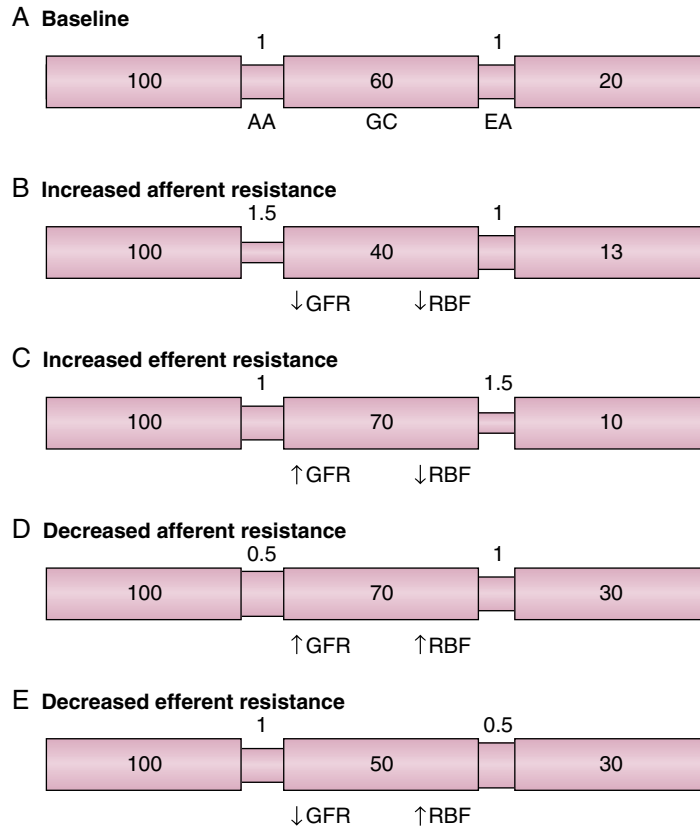 A Baseline
1 1
100 60 20
AA GC EA
B Increased afferent resistance
1.5 1
100 40 13
↓GFR ↓RBF
C Increased efferent resistance
1 1.5
100 70 10
↑GFR ↓RBF
D Decreased afferent resistance
0.5 1
100 70 30
↑GFR ↑RBF
E Decreased efferent resistance
1 0.5
100 50 30
↓GFR ↑RBF